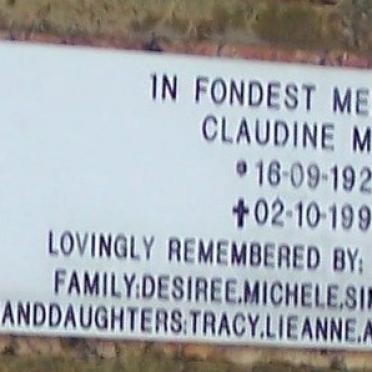 IN FONDEST ME
CLAUDINE M
* 16-09-192
✝ 02-10-199
LOVINGLY REMEMBERED BY:
FAMILY:DESIREE.MICHELE.SI
ANDDAUGHTERS:TRACY.LIEANNE.A